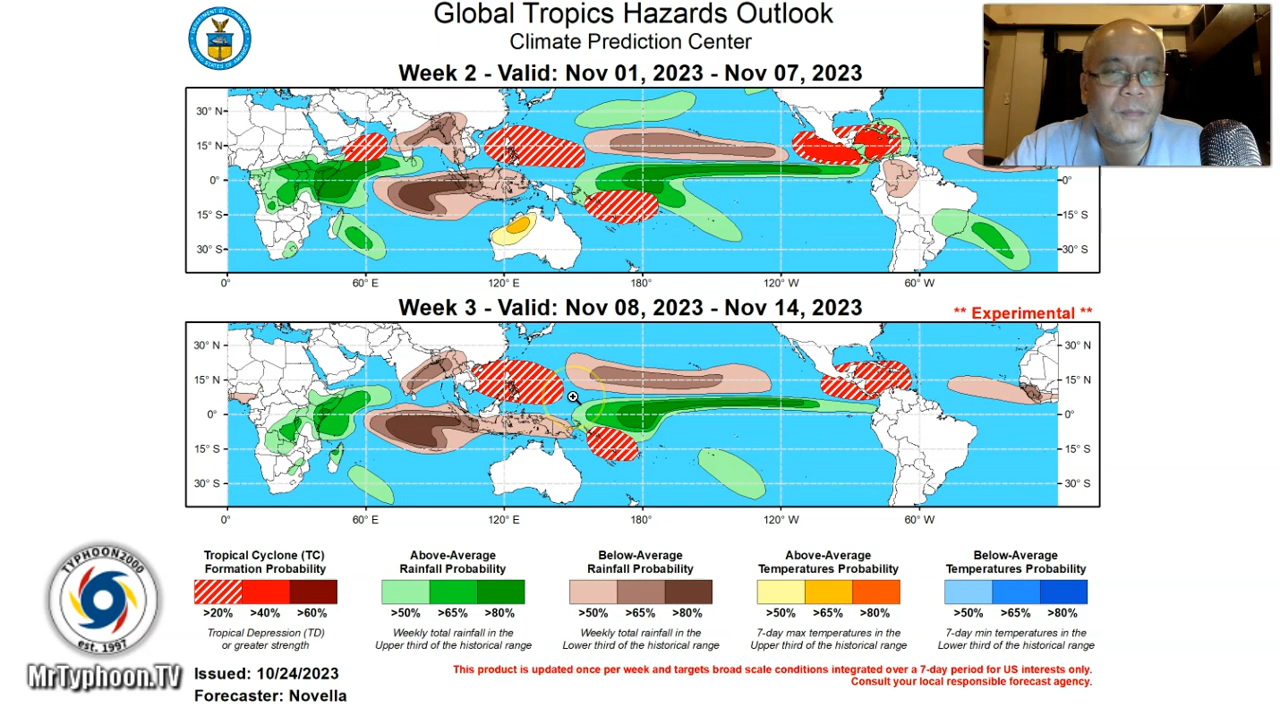 Global Tropics Hazards Outlook
Climate Prediction Center
Week 2 - Valid: Nov 01, 2023 - Nov 07, 2023
30° N
15° N
0°
15° S
30° S
0°
15° S
30° S
0°
60° E
120° E
180°
120° W
60° W
Week 3 - Valid: Nov 08, 2023 - Nov 14, 2023
** Experimental **
30° N
15° N
0°
15° S
30° S
30° N
15° N
0°
15° S
30° S
0°
60° E
120° E
180°
120° W
60° W
Tropical Cyclone (TC)
Formation Probability
>20% >40% >60%
Tropical Depression (TD)
or greater strength
Above-Average
Rainfall Probability
>50% >65% >80%
Weekly total rainfall in the
Upper third of the historical range
Below-Average
Rainfall Probability
>50% >65% >80%
Weekly total rainfall in the
Lower third of the historical range
Above-Average
Temperatures Probability
>50% >65% >80%
7-day max temperatures in the
Upper third of the historical range
Below-Average
Temperatures Probability
>50% >65% >80%
7-day min temperatures in the
Lower third of the historical range
TYPHOON2000
est. 1997
MrTyphoon.TV
Issued: 10/24/2023
Forecaster: Novella
This product is updated once per week and targets broad scale conditions integrated over a 7-day period for US interests only.
Consult your local responsible forecast agency.